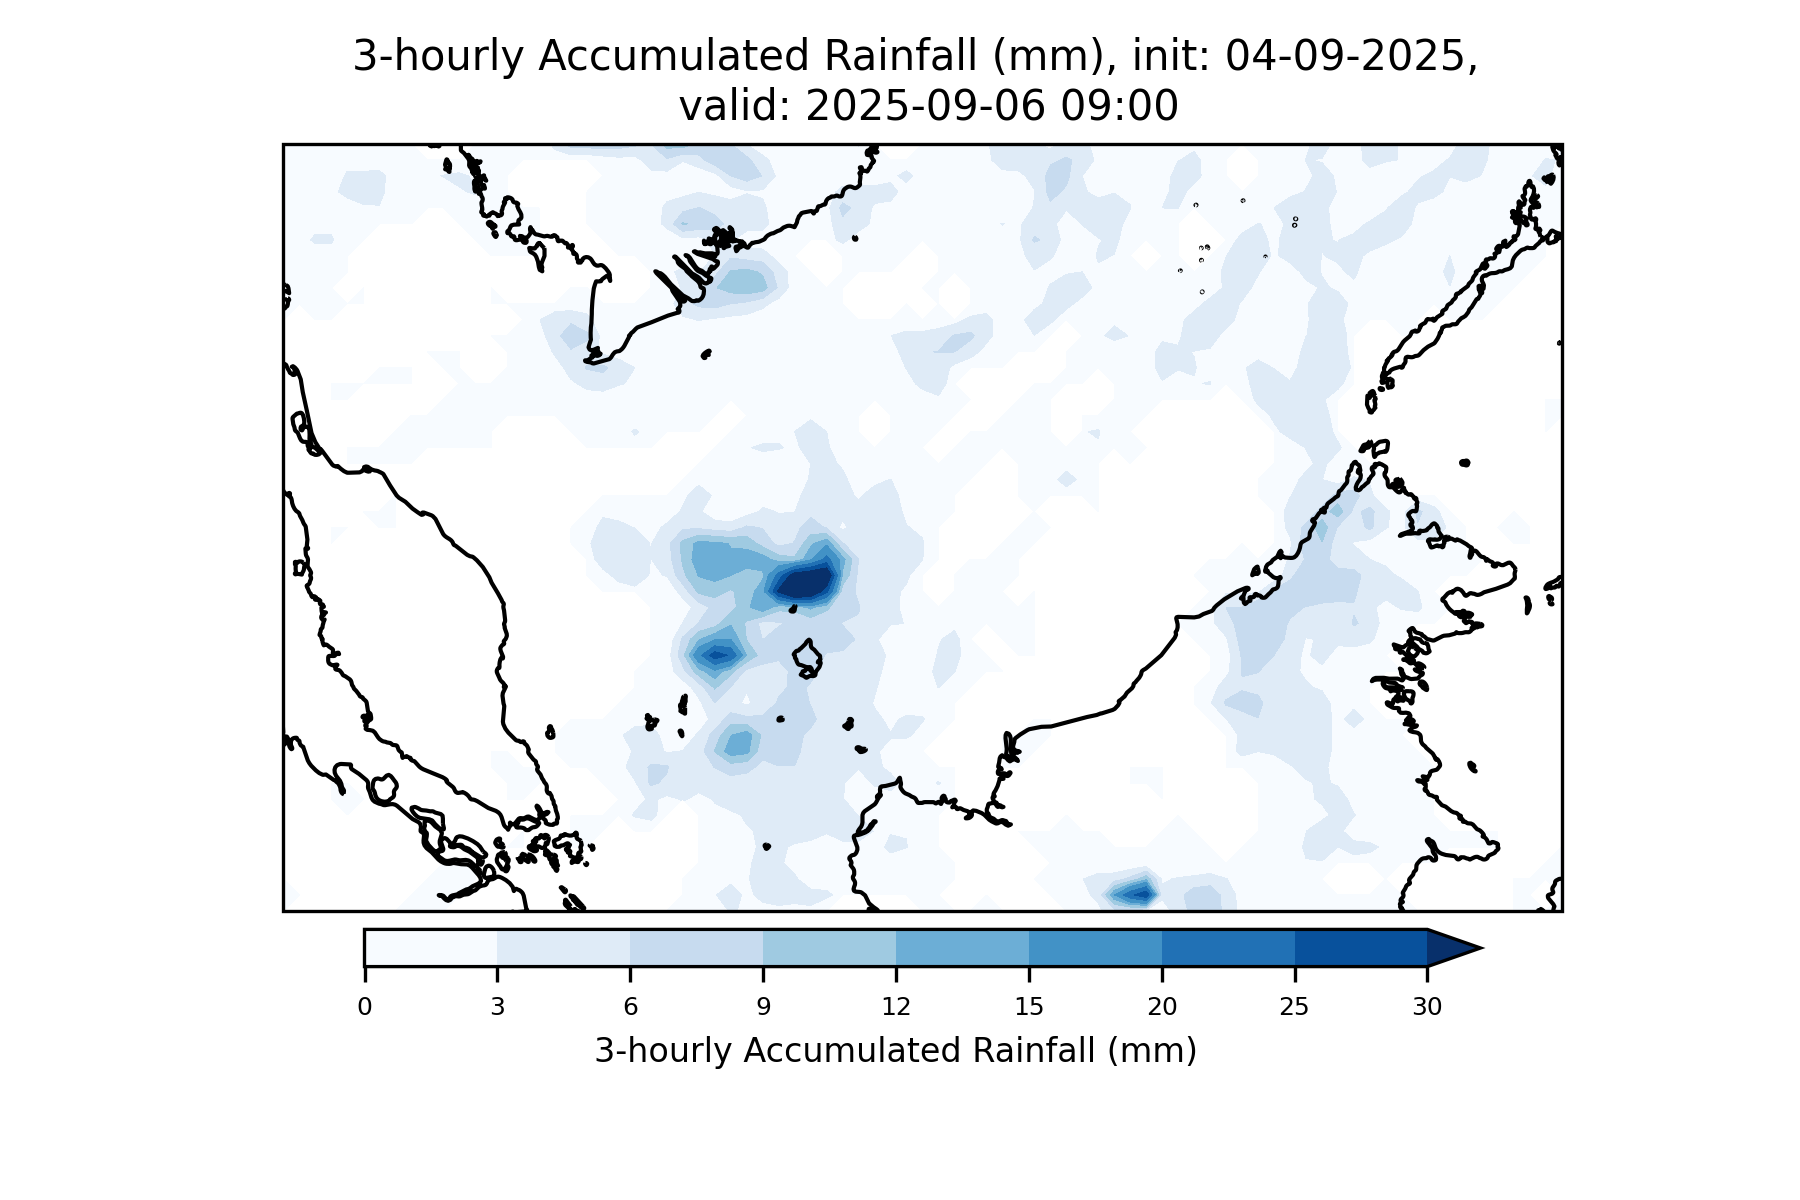 3-hourly Accumulated Rainfall (mm), init: 04-09-2025,
valid: 2025-09-06 09:00
0 3 6 9 12 15 20 25 30
3-hourly Accumulated Rainfall (mm)